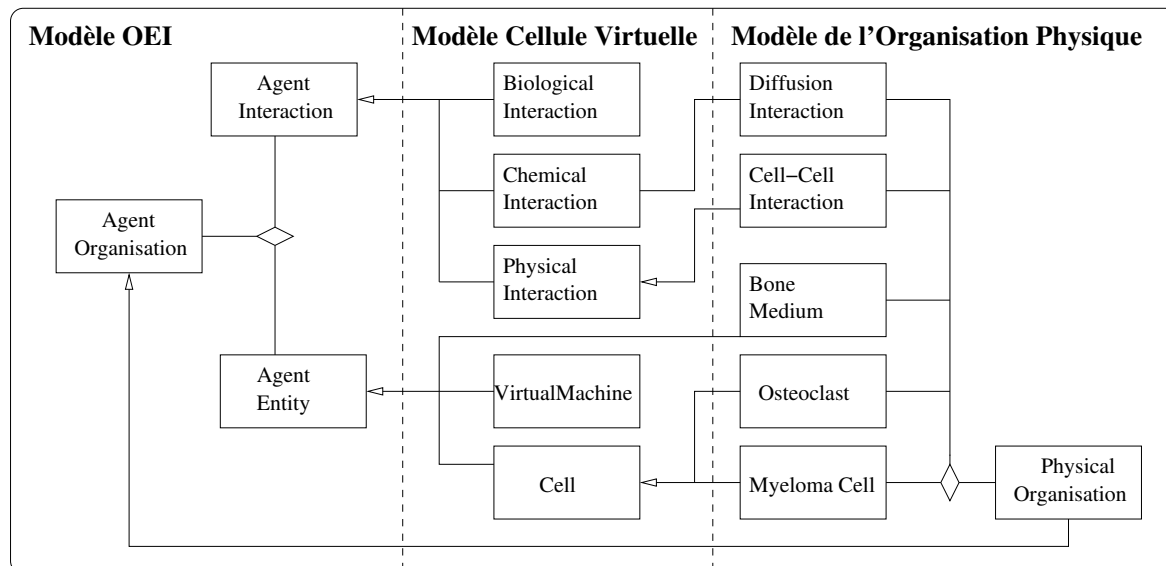 Modèle OEI
Modèle Cellule Virtuelle
Modèle de l'Organisation Physique
Agent
Interaction
Biological
Interaction
Diffusion
Interaction
Chemical
Interaction
Cell−Cell
Interaction
Agent
Organisation
Physical
Interaction
Bone
Medium
Agent
Entity
VirtualMachine
Osteoclast
Cell
Myeloma Cell
Physical
Organisation